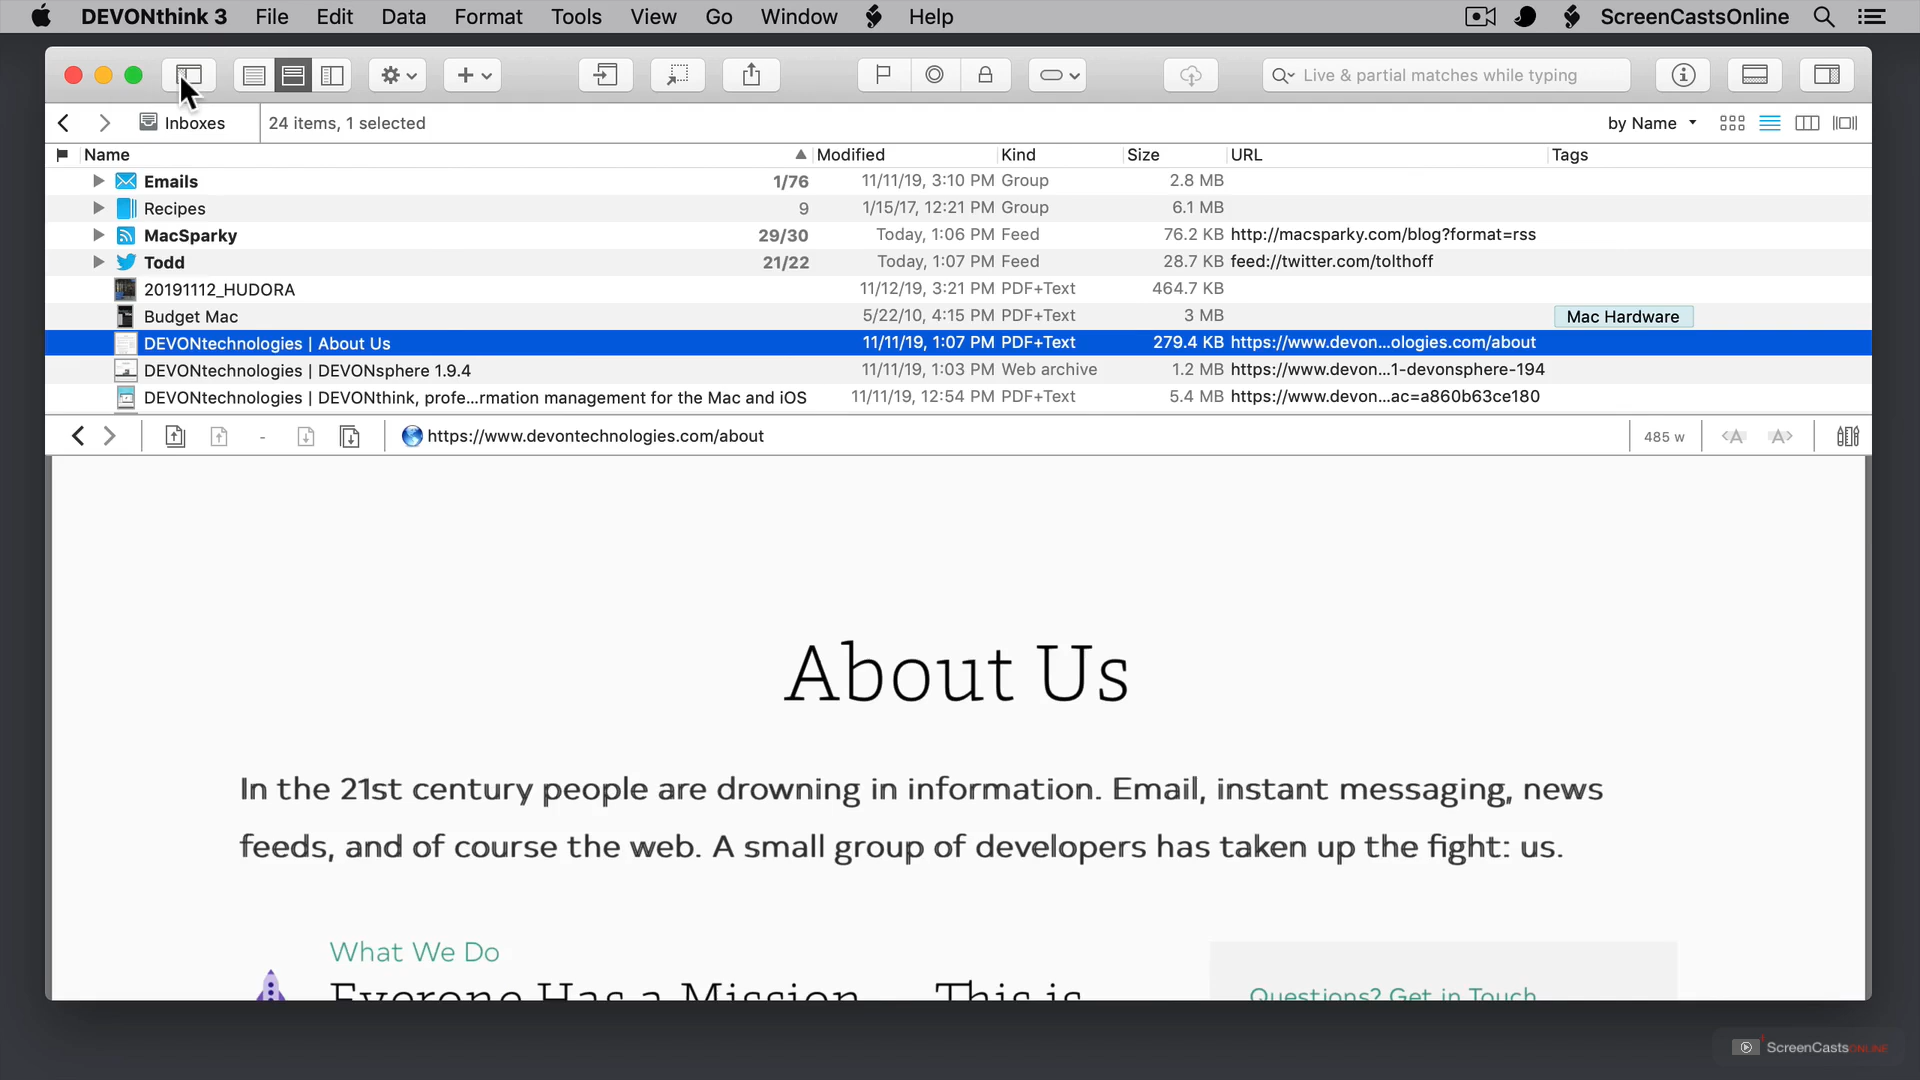 DEVONthink 3 File Edit Data Format Tools View Go Window Help ScreenCastsOnline
Live & partial matches while typing
Inboxes 24 items, 1 selected by Name
Name Modified Kind Size URL Tags
Emails 1/76 11/11/19, 3:10 PM Group 2.8 MB
Recipes 9 1/15/17, 12:21 PM Group 6.1 MB
MacSparky 29/30 Today, 1:06 PM Feed 76.2 KB http://macsparky.com/blog?format=rss
Todd 21/22 Today, 1:07 PM Feed 28.7 KB feed://twitter.com/tolthoff
20191112_HUDORA 11/12/19, 3:21 PM PDF+Text 464.7 KB
Budget Mac 5/22/10, 4:15 PM PDF+Text 3 MB Mac Hardware
DEVONtechnologies | About Us 11/11/19, 1:07 PM PDF+Text 279.4 KB https://www.devon...ologies.com/about
DEVONtechnologies | DEVONsphere 1.9.4 11/11/19, 1:03 PM Web archive 1.2 MB https://www.devon...1-devonsphere-194
DEVONtechnologies | DEVONthink, profe...rmation management for the Mac and iOS 11/11/19, 12:54 PM PDF+Text 5.4 MB https://www.devon...ac=a860b63ce180
- https://www.devontechnologies.com/about 485 w <A A>
About Us
In the 21st century people are drowning in information. Email, instant messaging, news
feeds, and of course the web. A small group of developers has taken up the fight: us.
What We Do
Everone Has a Mission This is
Questions? Get in Touch
ScreenCastsONLINE